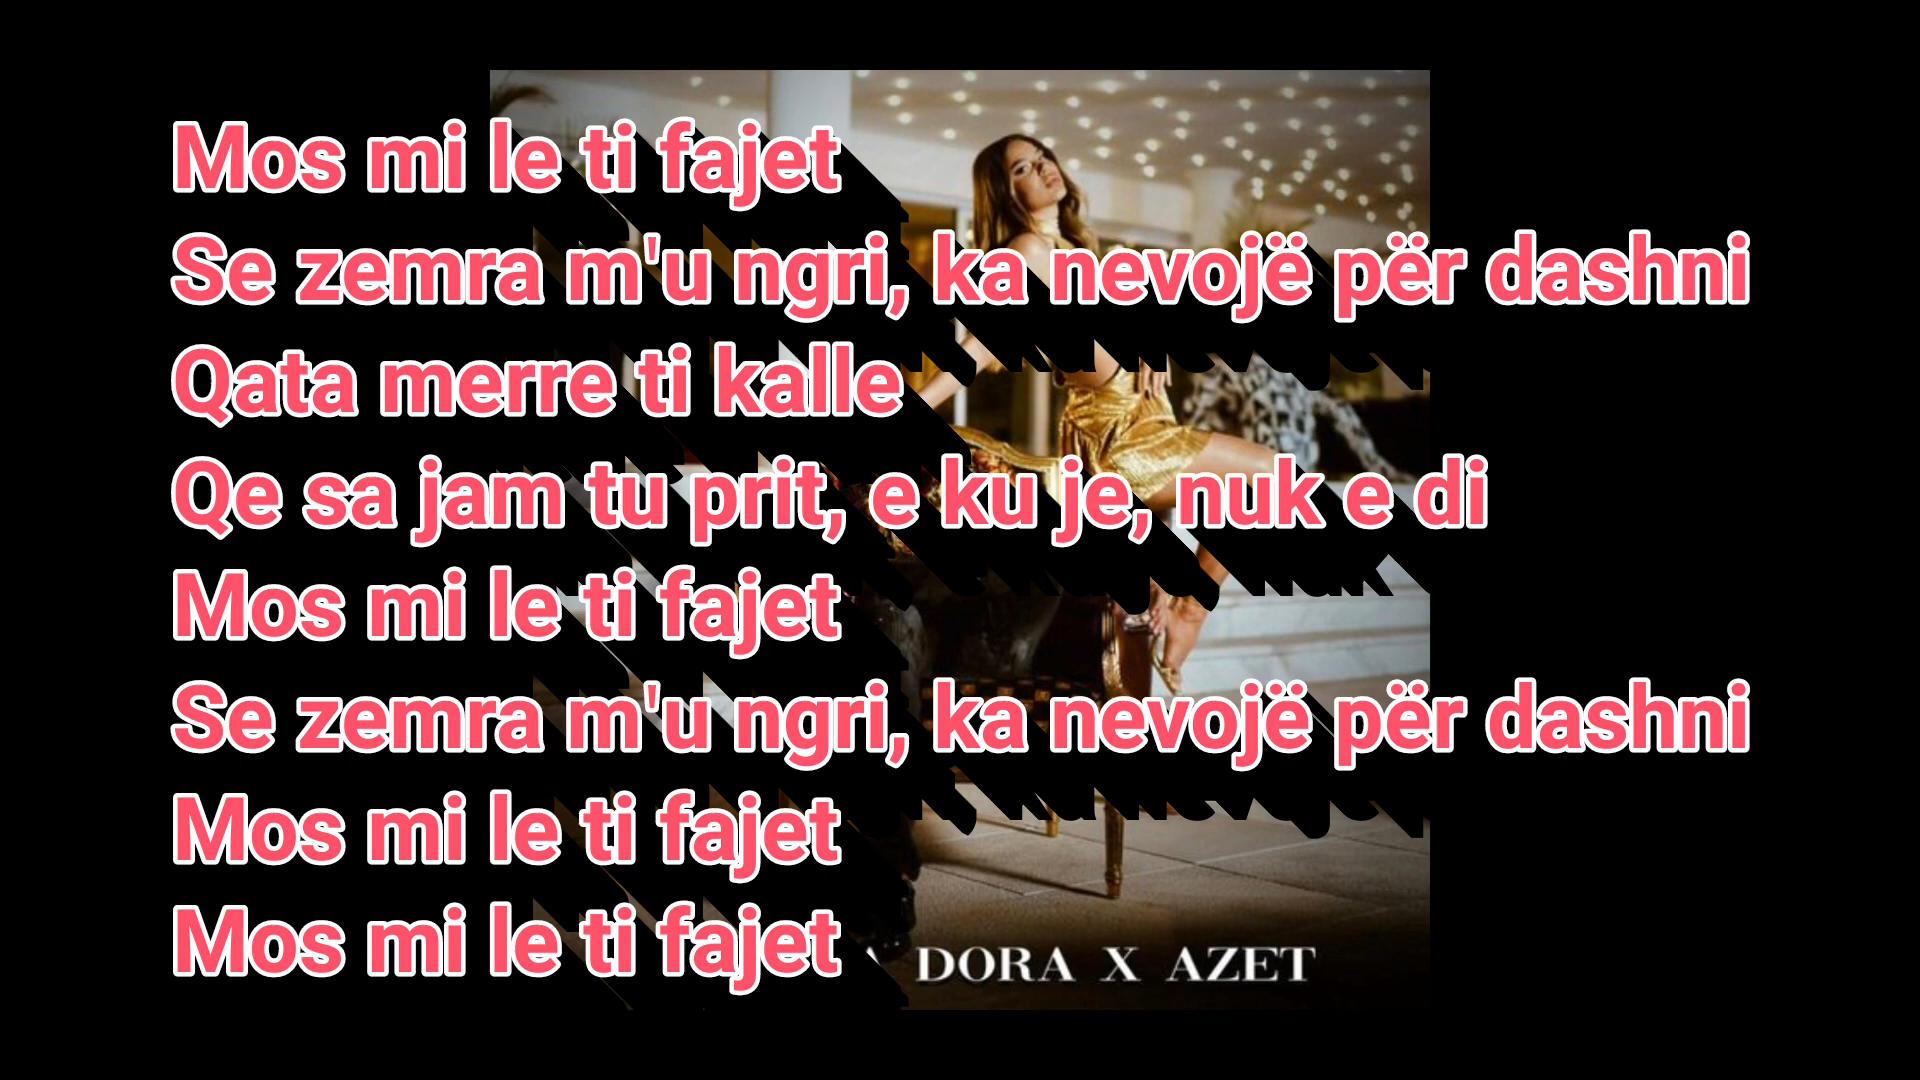 Mos mi le ti fajet
Se zemra m'u ngri, ka nevojë për dashni
Qata merre ti kalle
Qe sa jam tu prit, e ku je, nuk e di
Mos mi le ti fajet
Se zemra m'u ngri, ka nevojë për dashni
Mos mi le ti fajet
Mos mi le ti fajet
DORA X AZET